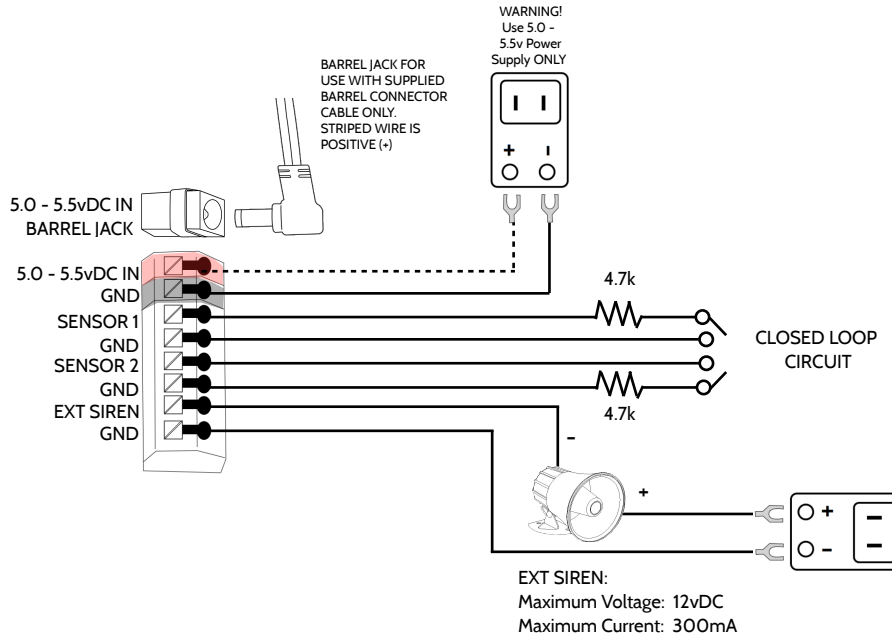 WARNING!
Use 5.0 -
5.5v Power
Supply ONLY
BARREL JACK FOR
USE WITH SUPPLIED
BARREL CONNECTOR
CABLE ONLY.
STRIPED WIRE IS
POSITIVE (+)
+ -
5.0 - 5.5vDC IN
BARREL JACK
5.0 - 5.5vDC IN
GND
SENSOR 1
GND
SENSOR 2
GND
EXT SIREN
GND
4.7k
4.7k
CLOSED LOOP
CIRCUIT
-
+
+
-
EXT SIREN:
Maximum Voltage: 12vDC
Maximum Current: 300mA